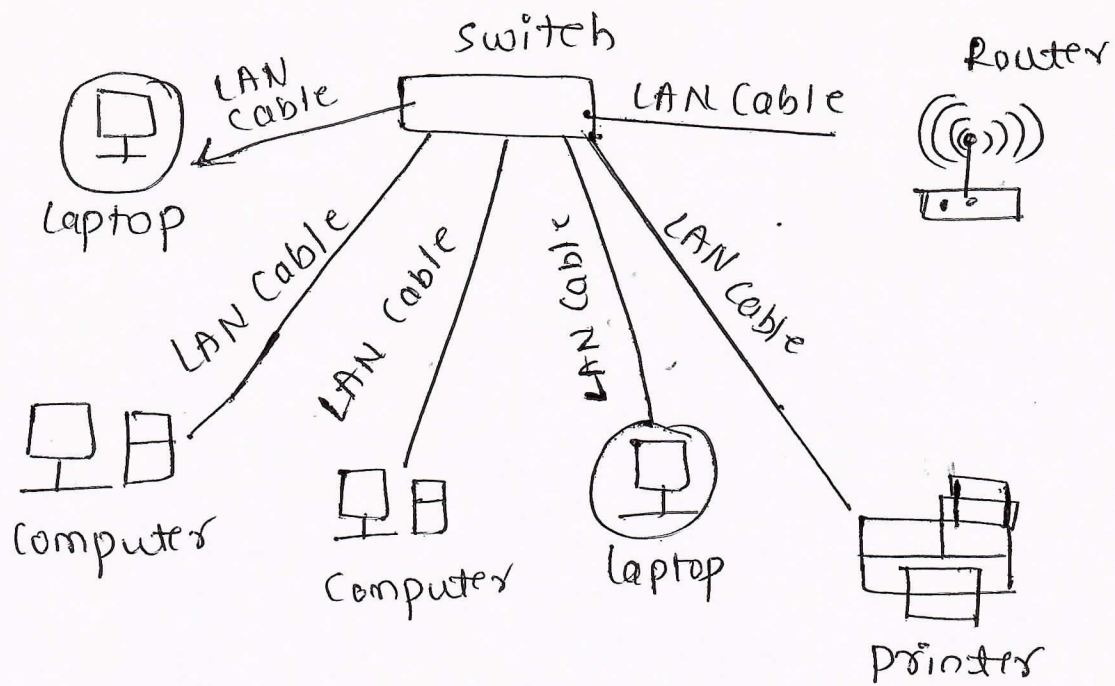 Switch
Router
LAN
Cable
LAN Cable
Laptop
LAN Cable
LAN Cable
LAN Cable
LAN Cable
Computer
Computer
Laptop
Printer